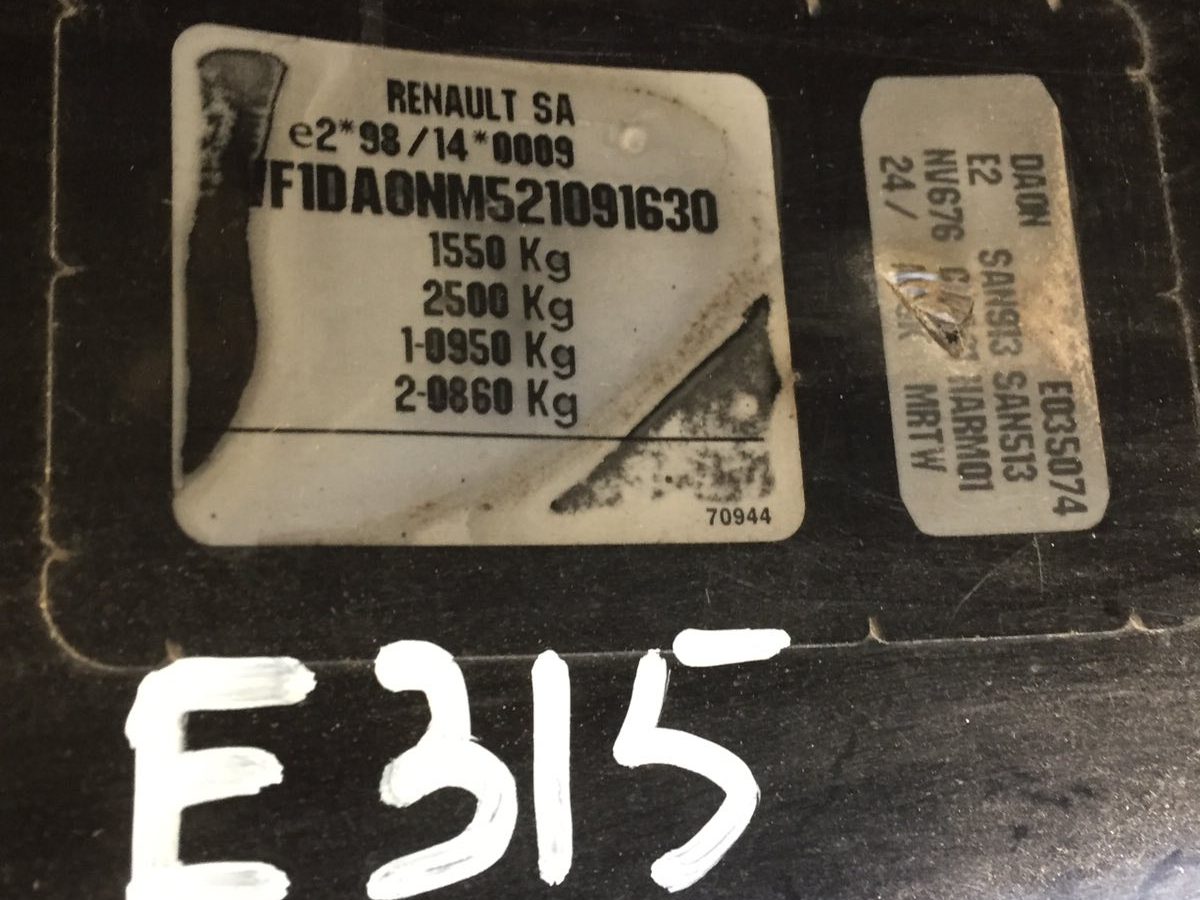 RENAULT SA
e2*98/14*0009
VF1DA0NM521091630
1550 Kg
2500 Kg
1-0950 Kg
2-0860 Kg
70944
DA0N E035074
E2 SAN913 SAN513
NV676 HARM01
24/ MRTW
E315